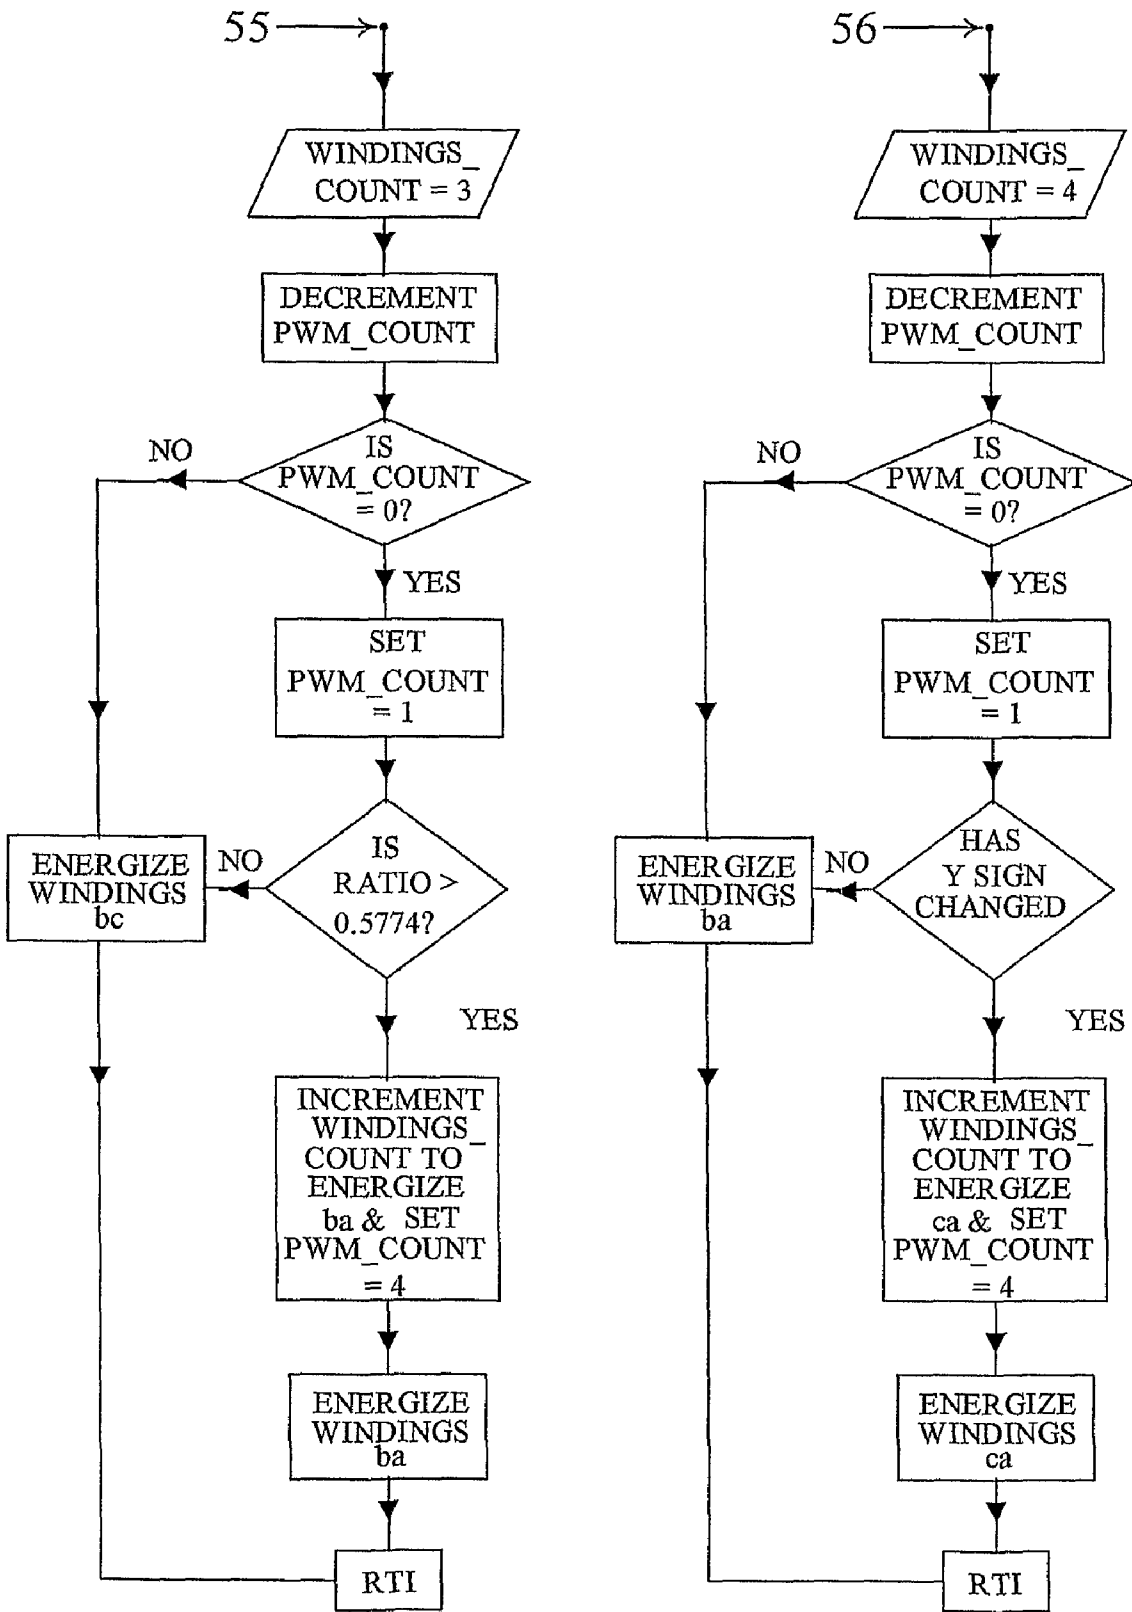 55
WINDINGS_
COUNT = 3
DECREMENT
PWM_COUNT
IS
PWM_COUNT
= 0?
NO
YES
SET
PWM_COUNT
= 1
IS
RATIO >
0.5774?
NO
ENERGIZE
WINDINGS
bc
YES
INCREMENT
WINDINGS_
COUNT TO
ENERGIZE
ba & SET
PWM_COUNT
= 4
ENERGIZE
WINDINGS
ba
RTI
56
WINDINGS_
COUNT = 4
DECREMENT
PWM_COUNT
IS
PWM_COUNT
= 0?
NO
YES
SET
PWM_COUNT
= 1
HAS
Y SIGN
CHANGED
NO
ENERGIZE
WINDINGS
ba
YES
INCREMENT
WINDINGS_
COUNT TO
ENERGIZE
ca & SET
PWM_COUNT
= 4
ENERGIZE
WINDINGS
ca
RTI